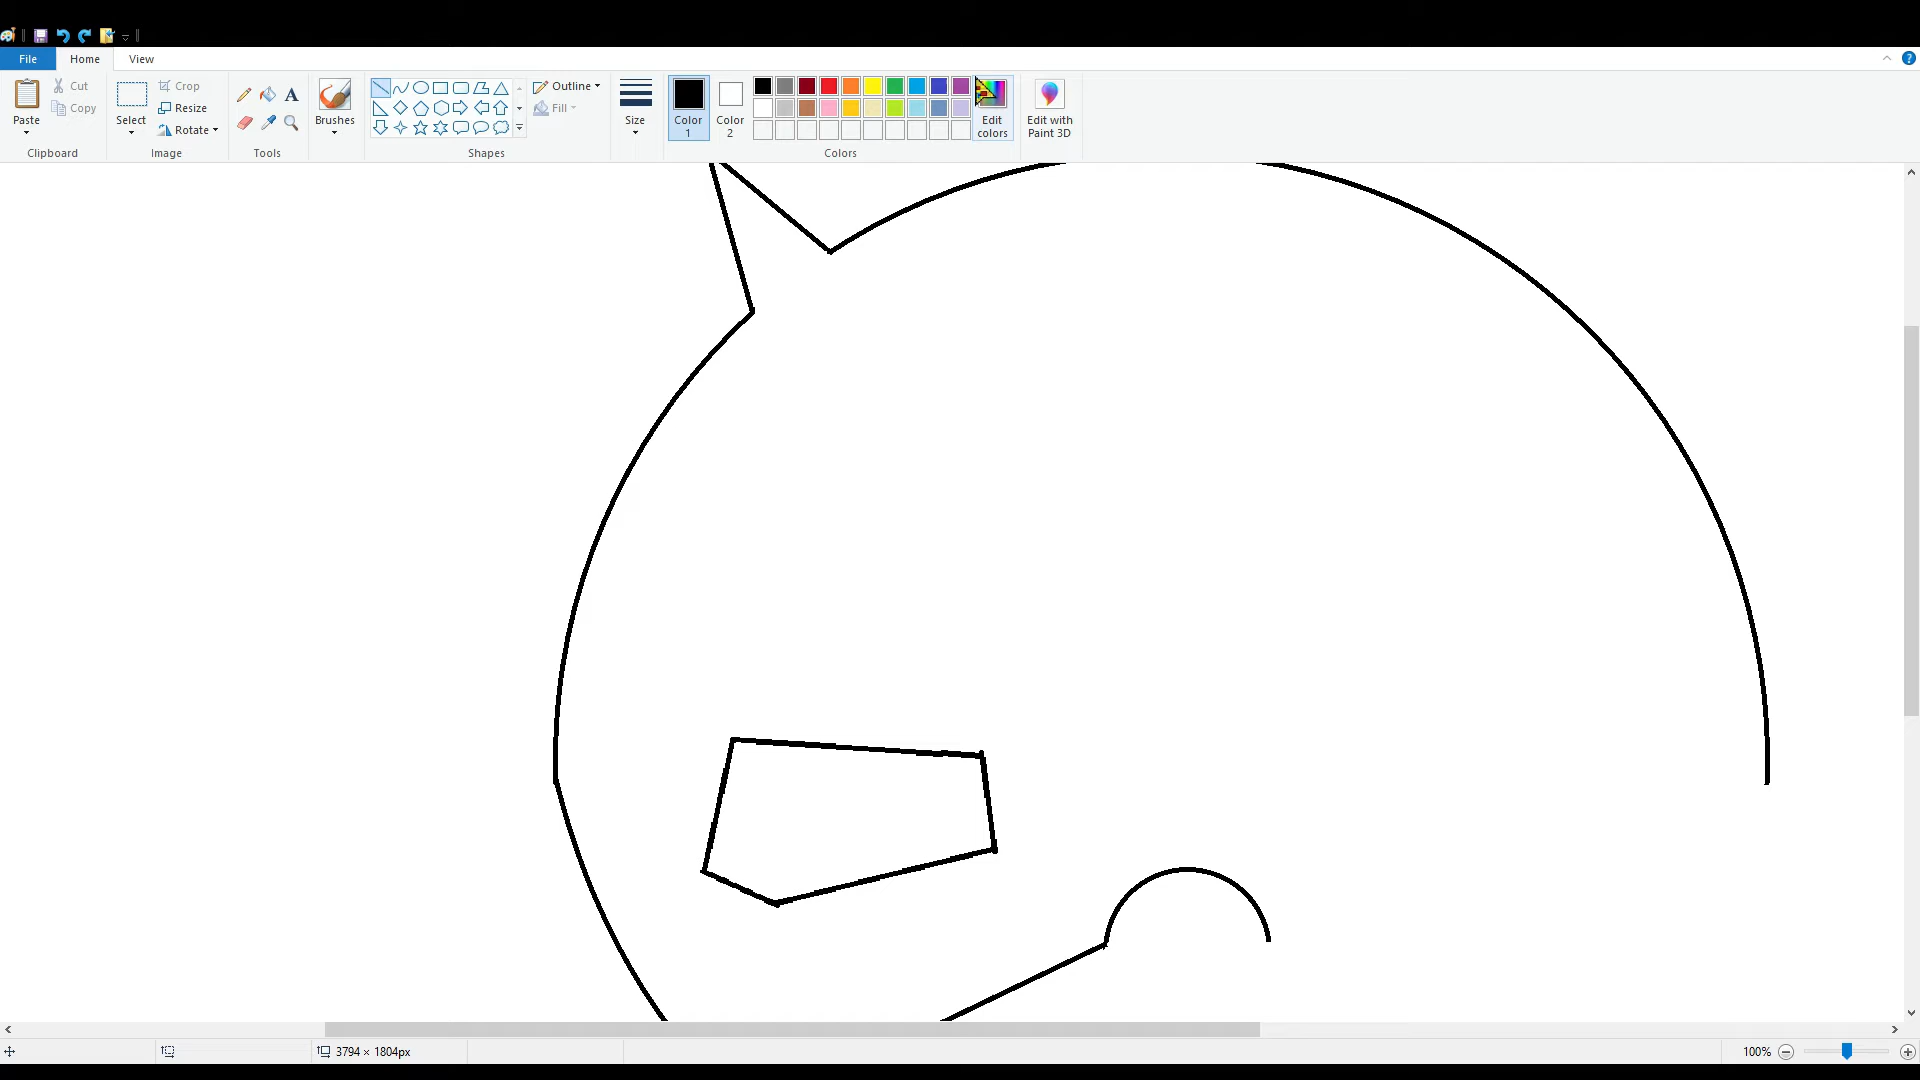 File Home View
Paste
Cut
Copy
Clipboard
Select
Crop
Resize
Rotate
Image
A
Tools
Brushes
Shapes
Outline
Fill
Size
Color
1
Color
2
Colors
Edit
colors
Edit with
Paint 3D
?
3794 × 1804px
100%